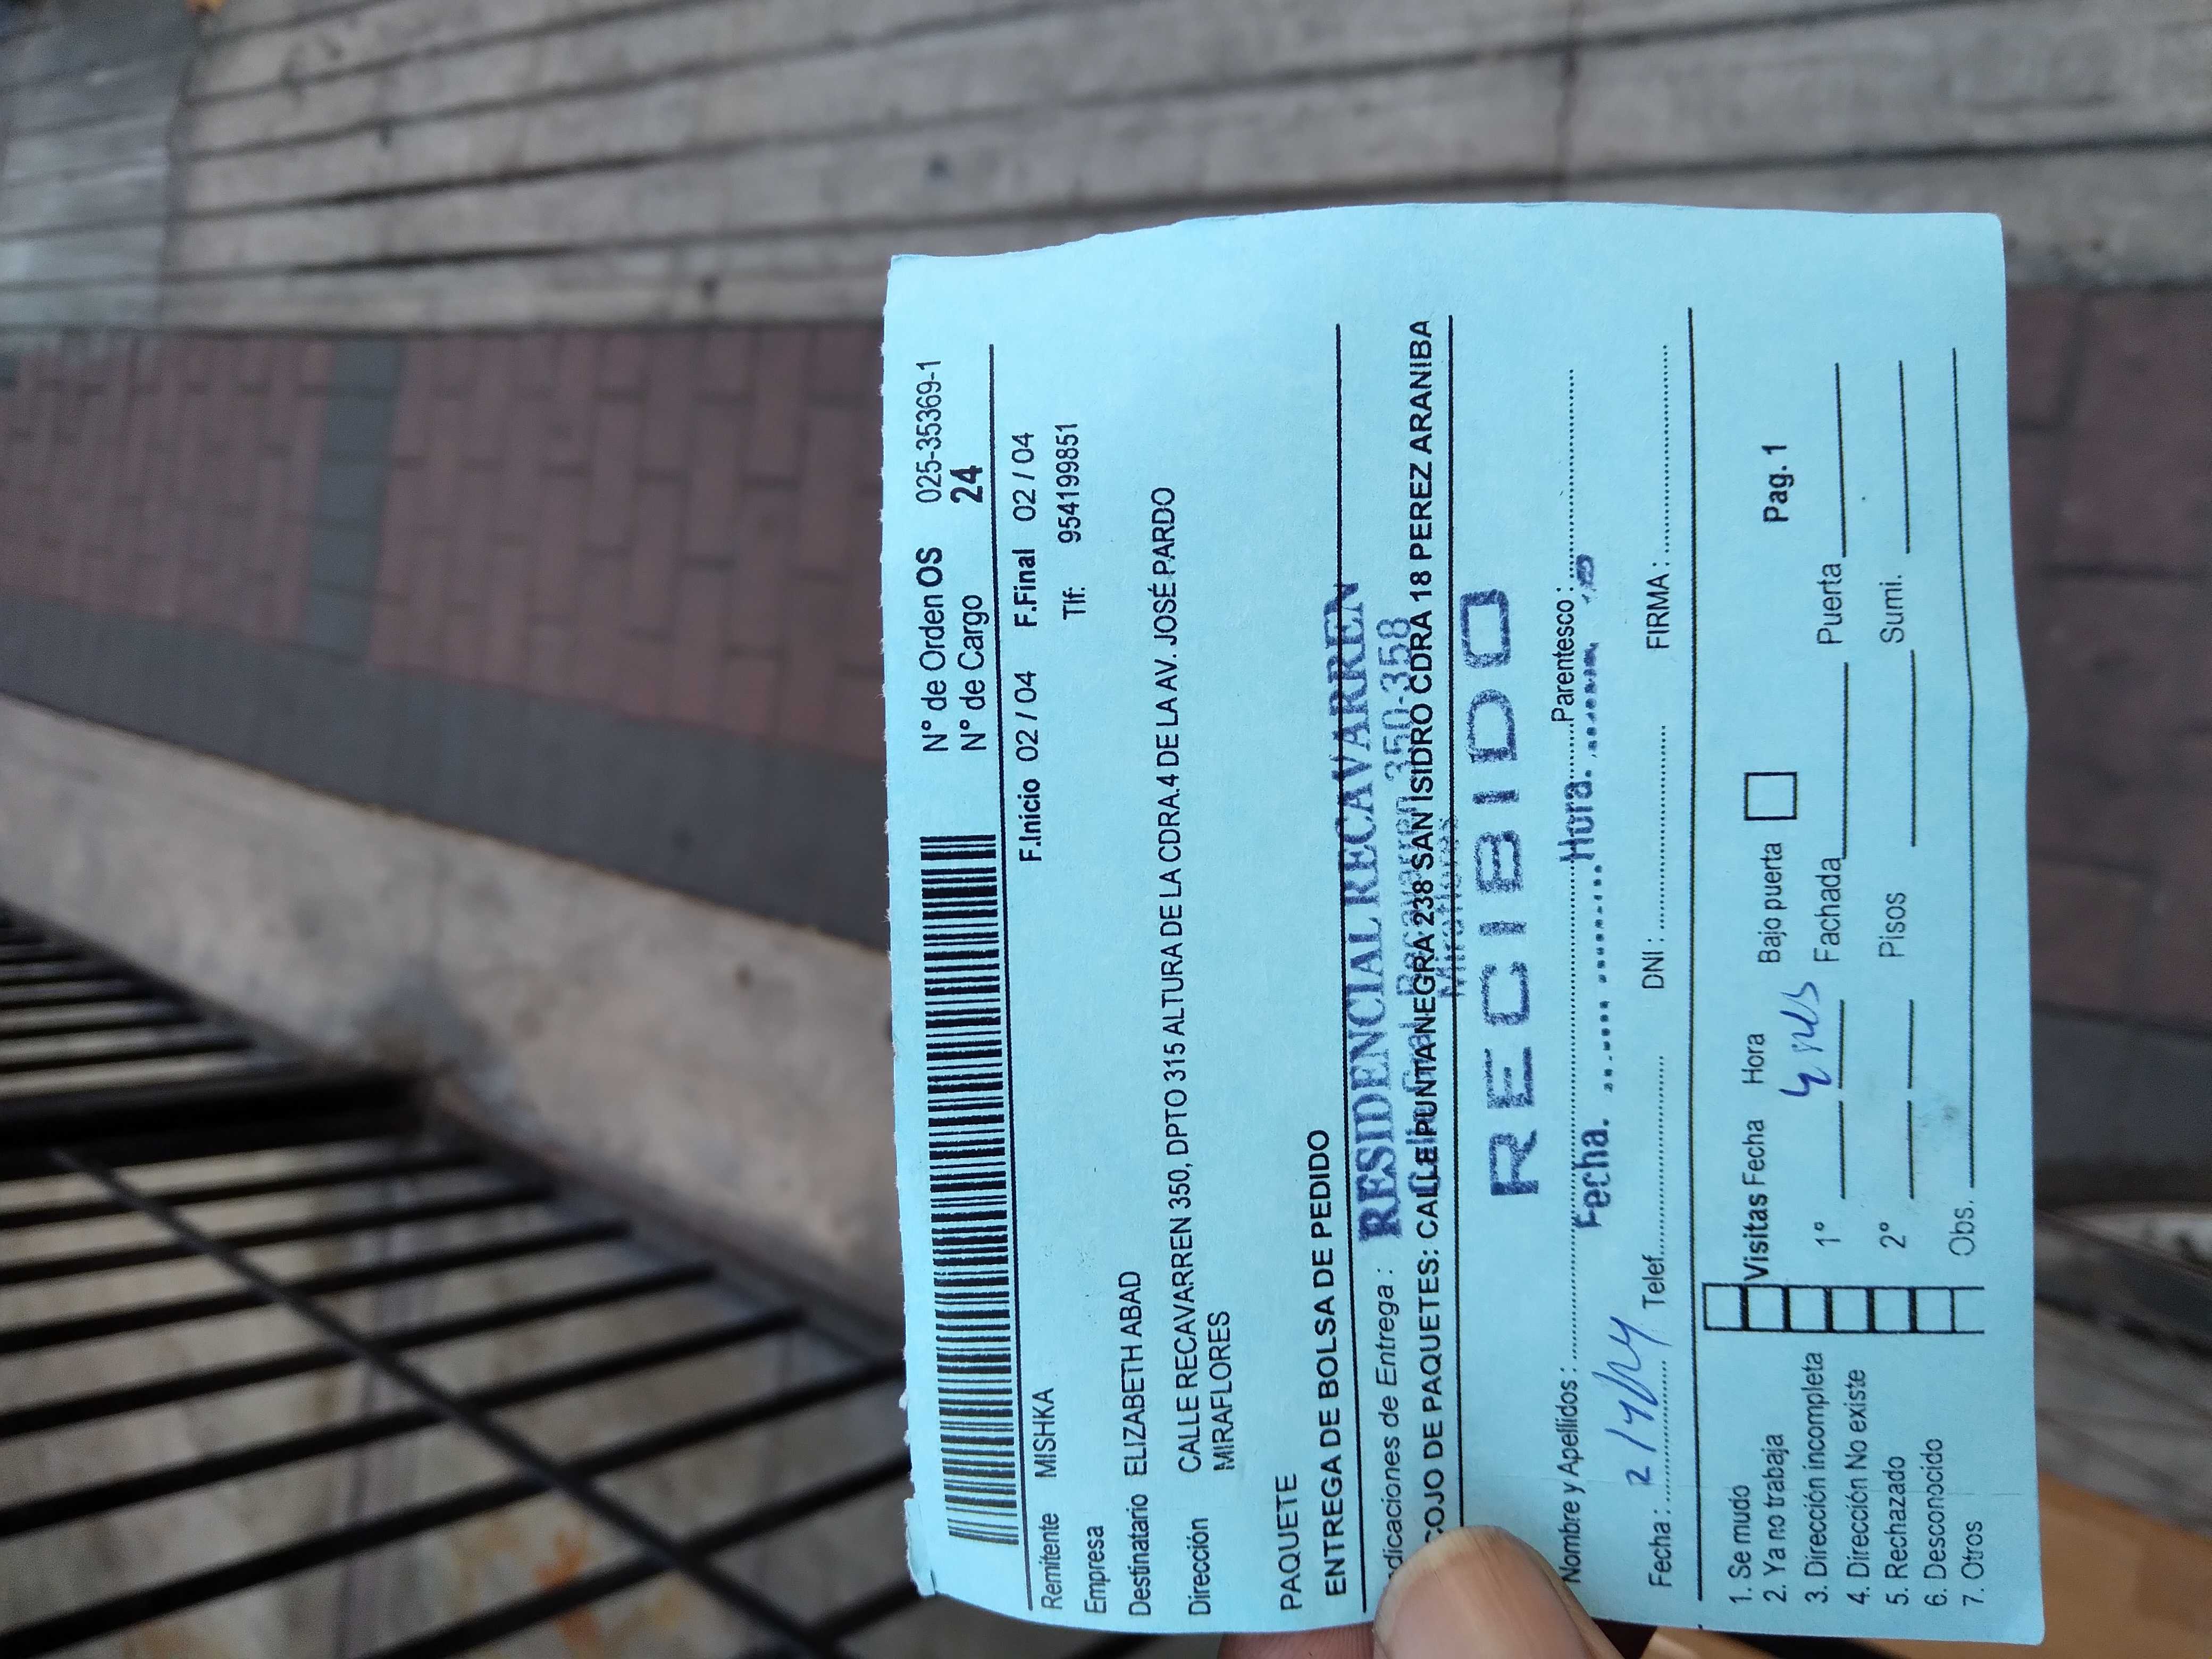 N° de Orden OS 025-35369-1
N° de Cargo 24
F.Inicio 02 / 04 F.Final 02 / 04
Remitente MISHKA
Tlf: 954199851
Empresa
Destinatario ELIZABETH ABAD
Dirección CALLE RECAVARREN 350, DPTO 315 ALTURA DE LA CDRA.4 DE LA AV. JOSÉ PARDO
MIRAFLORES
PAQUETE
ENTREGA DE BOLSA DE PEDIDO
dicaciones de Entrega :
RESIDENCIAL RECAVARREN
350-358
COJO DE PAQUETES: CALLE PUNTA NEGRA 238 SAN ISIDRO CDRA 18 PEREZ ARANIBA
Miraflores
RECIBIDO
Nombre y Apellidos : Parentesco :
Fecha. Hora.
Fecha : Telef. DNI : FIRMA :
1. Se mudo
2. Ya no trabaja
3. Dirección incompleta
4. Dirección No existe
5. Rechazado
6. Desconocido
7. Otros
Visitas Fecha Hora Bajo puerta Pag. 1
1° Fachada Puerta
2° Pisos Sumi.
Obs.